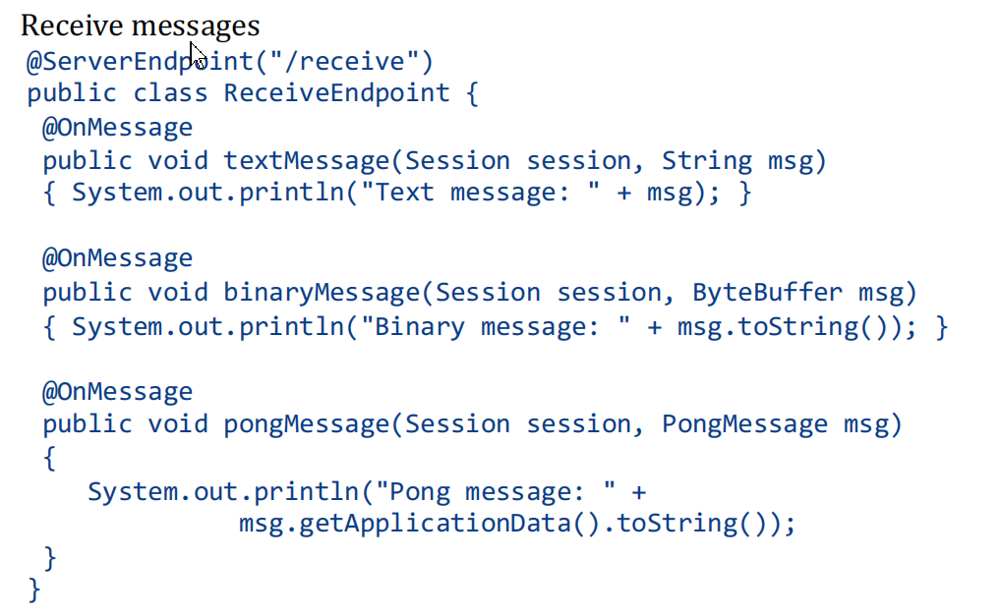 Receive messages
@ServerEndpoint("/receive")
public class ReceiveEndpoint {
@OnMessage
public void textMessage(Session session, String msg)
{ System.out.println("Text message: " + msg); }
@OnMessage
public void binaryMessage(Session session, ByteBuffer msg)
{ System.out.println("Binary message: " + msg.toString()); }
@OnMessage
public void pongMessage(Session session, PongMessage msg)
{
System.out.println("Pong message: " +
msg.getApplicationData().toString());
}
}